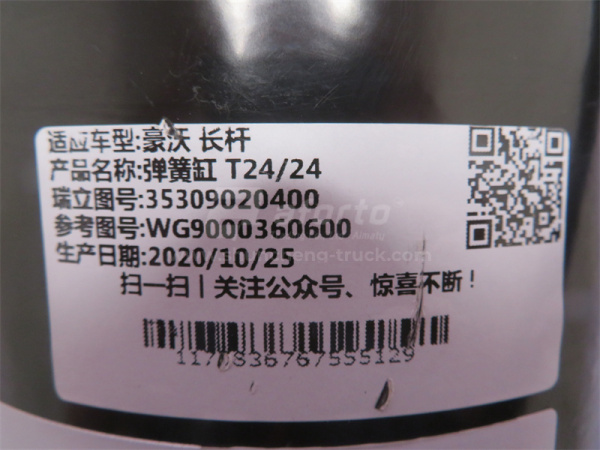 适应车型:豪沃 长杆
产品名称:弹簧缸 T24/24
瑞立图号:35309020400
参考图号:WG9000360600
生产日期:2020/10/25
扫一扫|关注公众号、惊喜不断!
aforto
Almaty